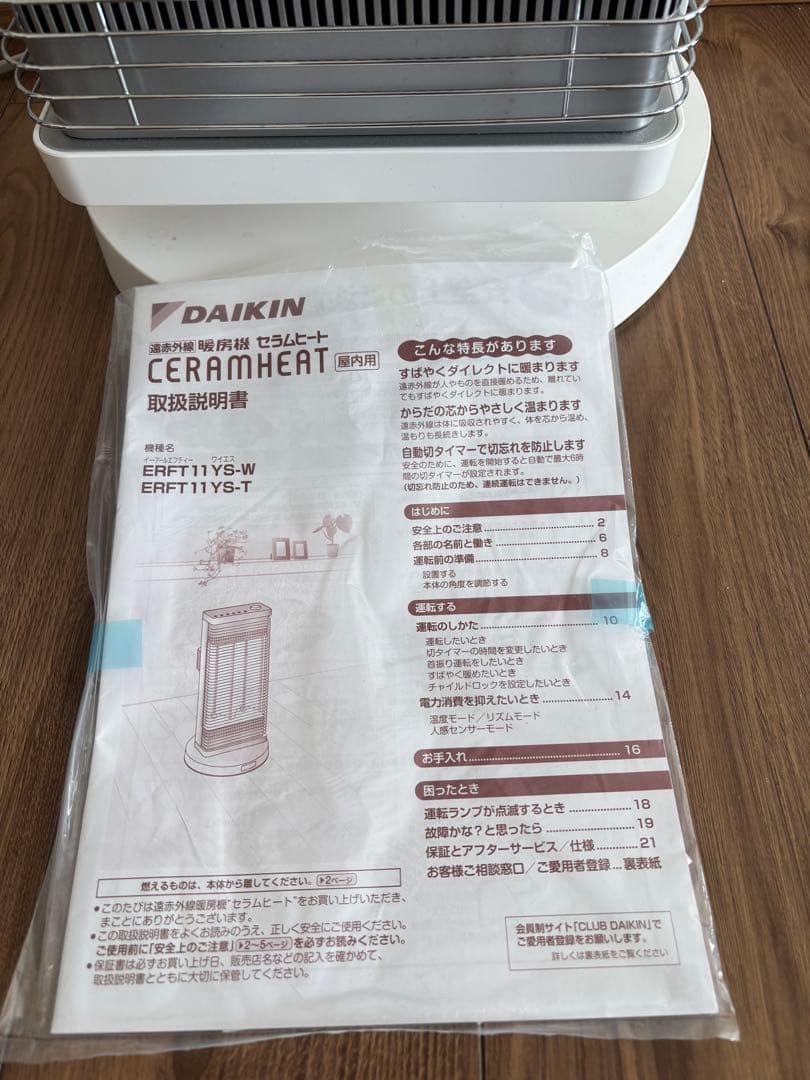 DAIKIN
遠赤外線 暖房機 セラムヒート
CERAMHEAT 屋内用
取扱説明書
機種名
イーアールエフティー ワイエス
ERFT11YS-W
ERFT11YS-T
燃えるものは、本体から離してください。▶2ページ
●このたびは遠赤外線暖房機“セラムヒート”をお買い上げいただき、
まことにありがとうございます。
●この取扱説明書をよくお読みのうえ、正しく安全にご使用ください。
ご使用前に「安全上のご注意」▶2~5ページを必ずお読みください。
●保証書は必ずお買い上げ日、販売店名などの記入を確かめて、
取扱説明書とともに大切に保管してください。
こんな特長があります
すばやくダイレクトに暖まります
遠赤外線が人やものを直接暖めるため、離れてい
てもすばやくダイレクトに暖まります。
からだの芯からやさしく温まります
遠赤外線は体に吸収されやすく、体を芯から温め、
温もりも長続きします。
自動切タイマーで切忘れを防止します
安全のために、運転を開始すると自動で最大6時
間の切タイマーが設定されます。
(切忘れ防止のため、連続運転はできません。)
はじめに
安全上のご注意 2
各部の名前と働き 6
運転前の準備 8
設置する
本体の角度を調節する
運転する
運転のしかた 10
運転したいとき
切タイマーの時間を変更したいとき
首振り運転をしたいとき
すばやく暖めたいとき
チャイルドロックを設定したいとき
電力消費を抑えたいとき 14
温度モード/リズムモード
人感センサーモード
お手入れ 16
困ったとき
運転ランプが点滅するとき 18
故障かな?と思ったら 19
保証とアフターサービス/仕様 21
お客様ご相談窓口/ご愛用者登録…裏表紙
会員制サイト「CLUB DAIKIN」で
ご愛用者登録をお願いします。
詳しくは裏表紙をご覧ください